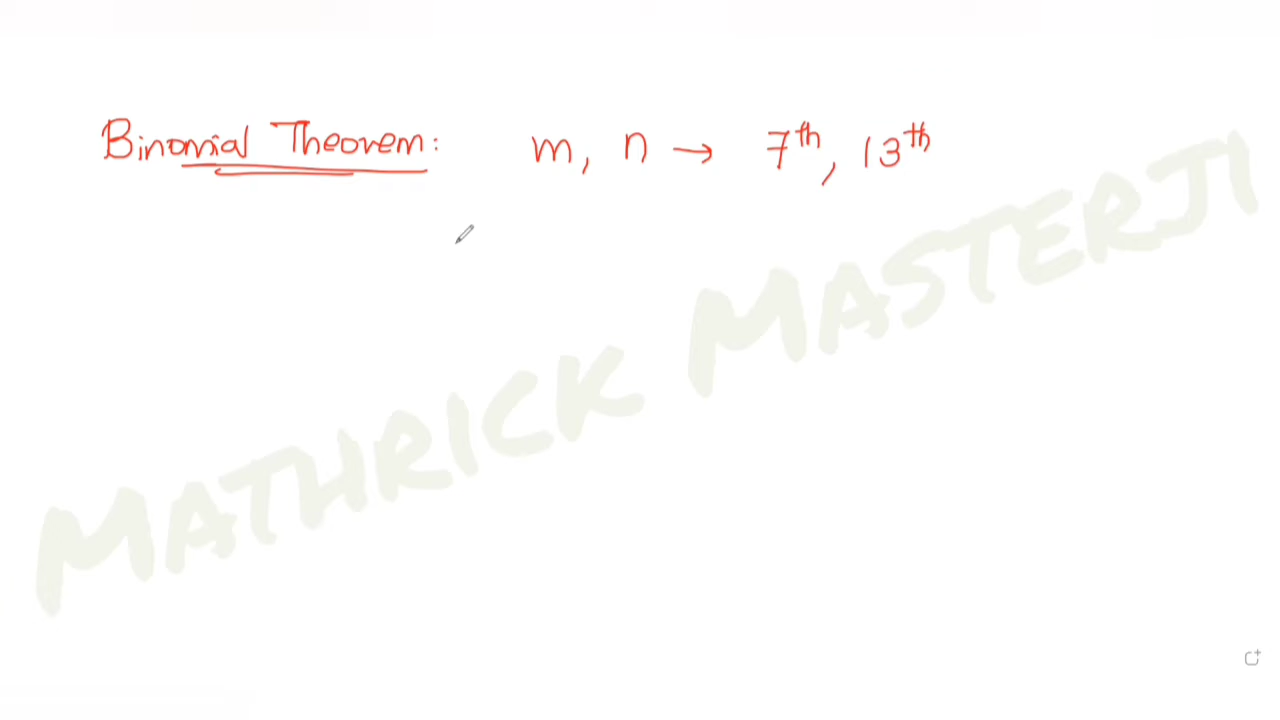 Binomial Theorem: m, n → 7th, 13th
MATHRICK MASTERJI